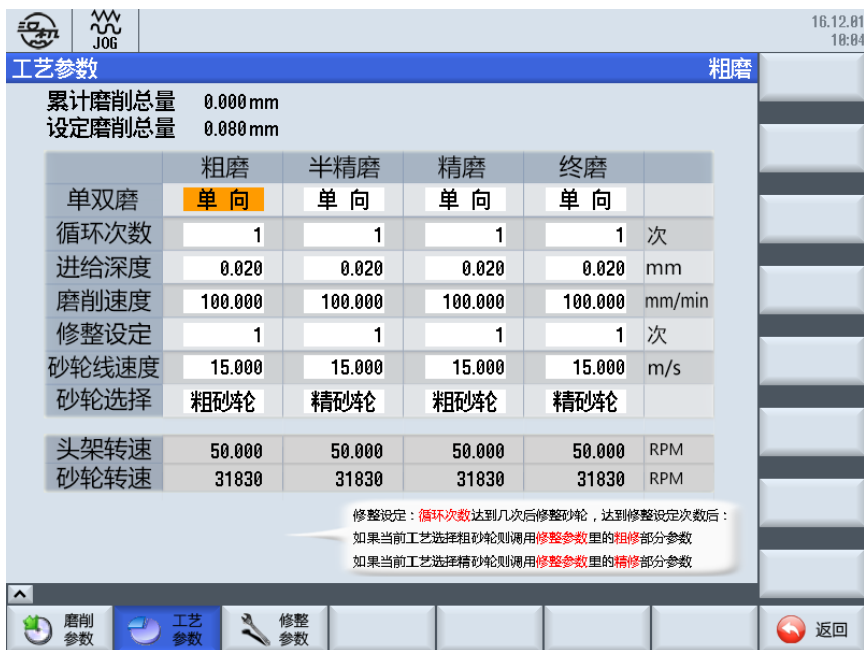 汉机
JOG
16.12.01
10:04
工艺参数 粗磨
累计磨削总量 0.000 mm
设定磨削总量 0.080 mm
粗磨 半精磨 精磨 终磨
单双磨 单 向 单 向 单 向 单 向
循环次数 1 1 1 1 次
进给深度 0.020 0.020 0.020 0.020 mm
磨削速度 100.000 100.000 100.000 100.000 mm/min
修整设定 1 1 1 1 次
砂轮线速度 15.000 15.000 15.000 15.000 m/s
砂轮选择 粗砂轮 精砂轮 粗砂轮 精砂轮
头架转速 50.000 50.000 50.000 50.000 RPM
砂轮转速 31830 31830 31830 31830 RPM
修整设定：循环次数达到几次后修整砂轮，达到修整设定次数后：
如果当前工艺选择粗砂轮则调用修整参数里的粗修部分参数
如果当前工艺选择精砂轮则调用修整参数里的精修部分参数
磨削 工艺 修整
参数 参数 参数 返回